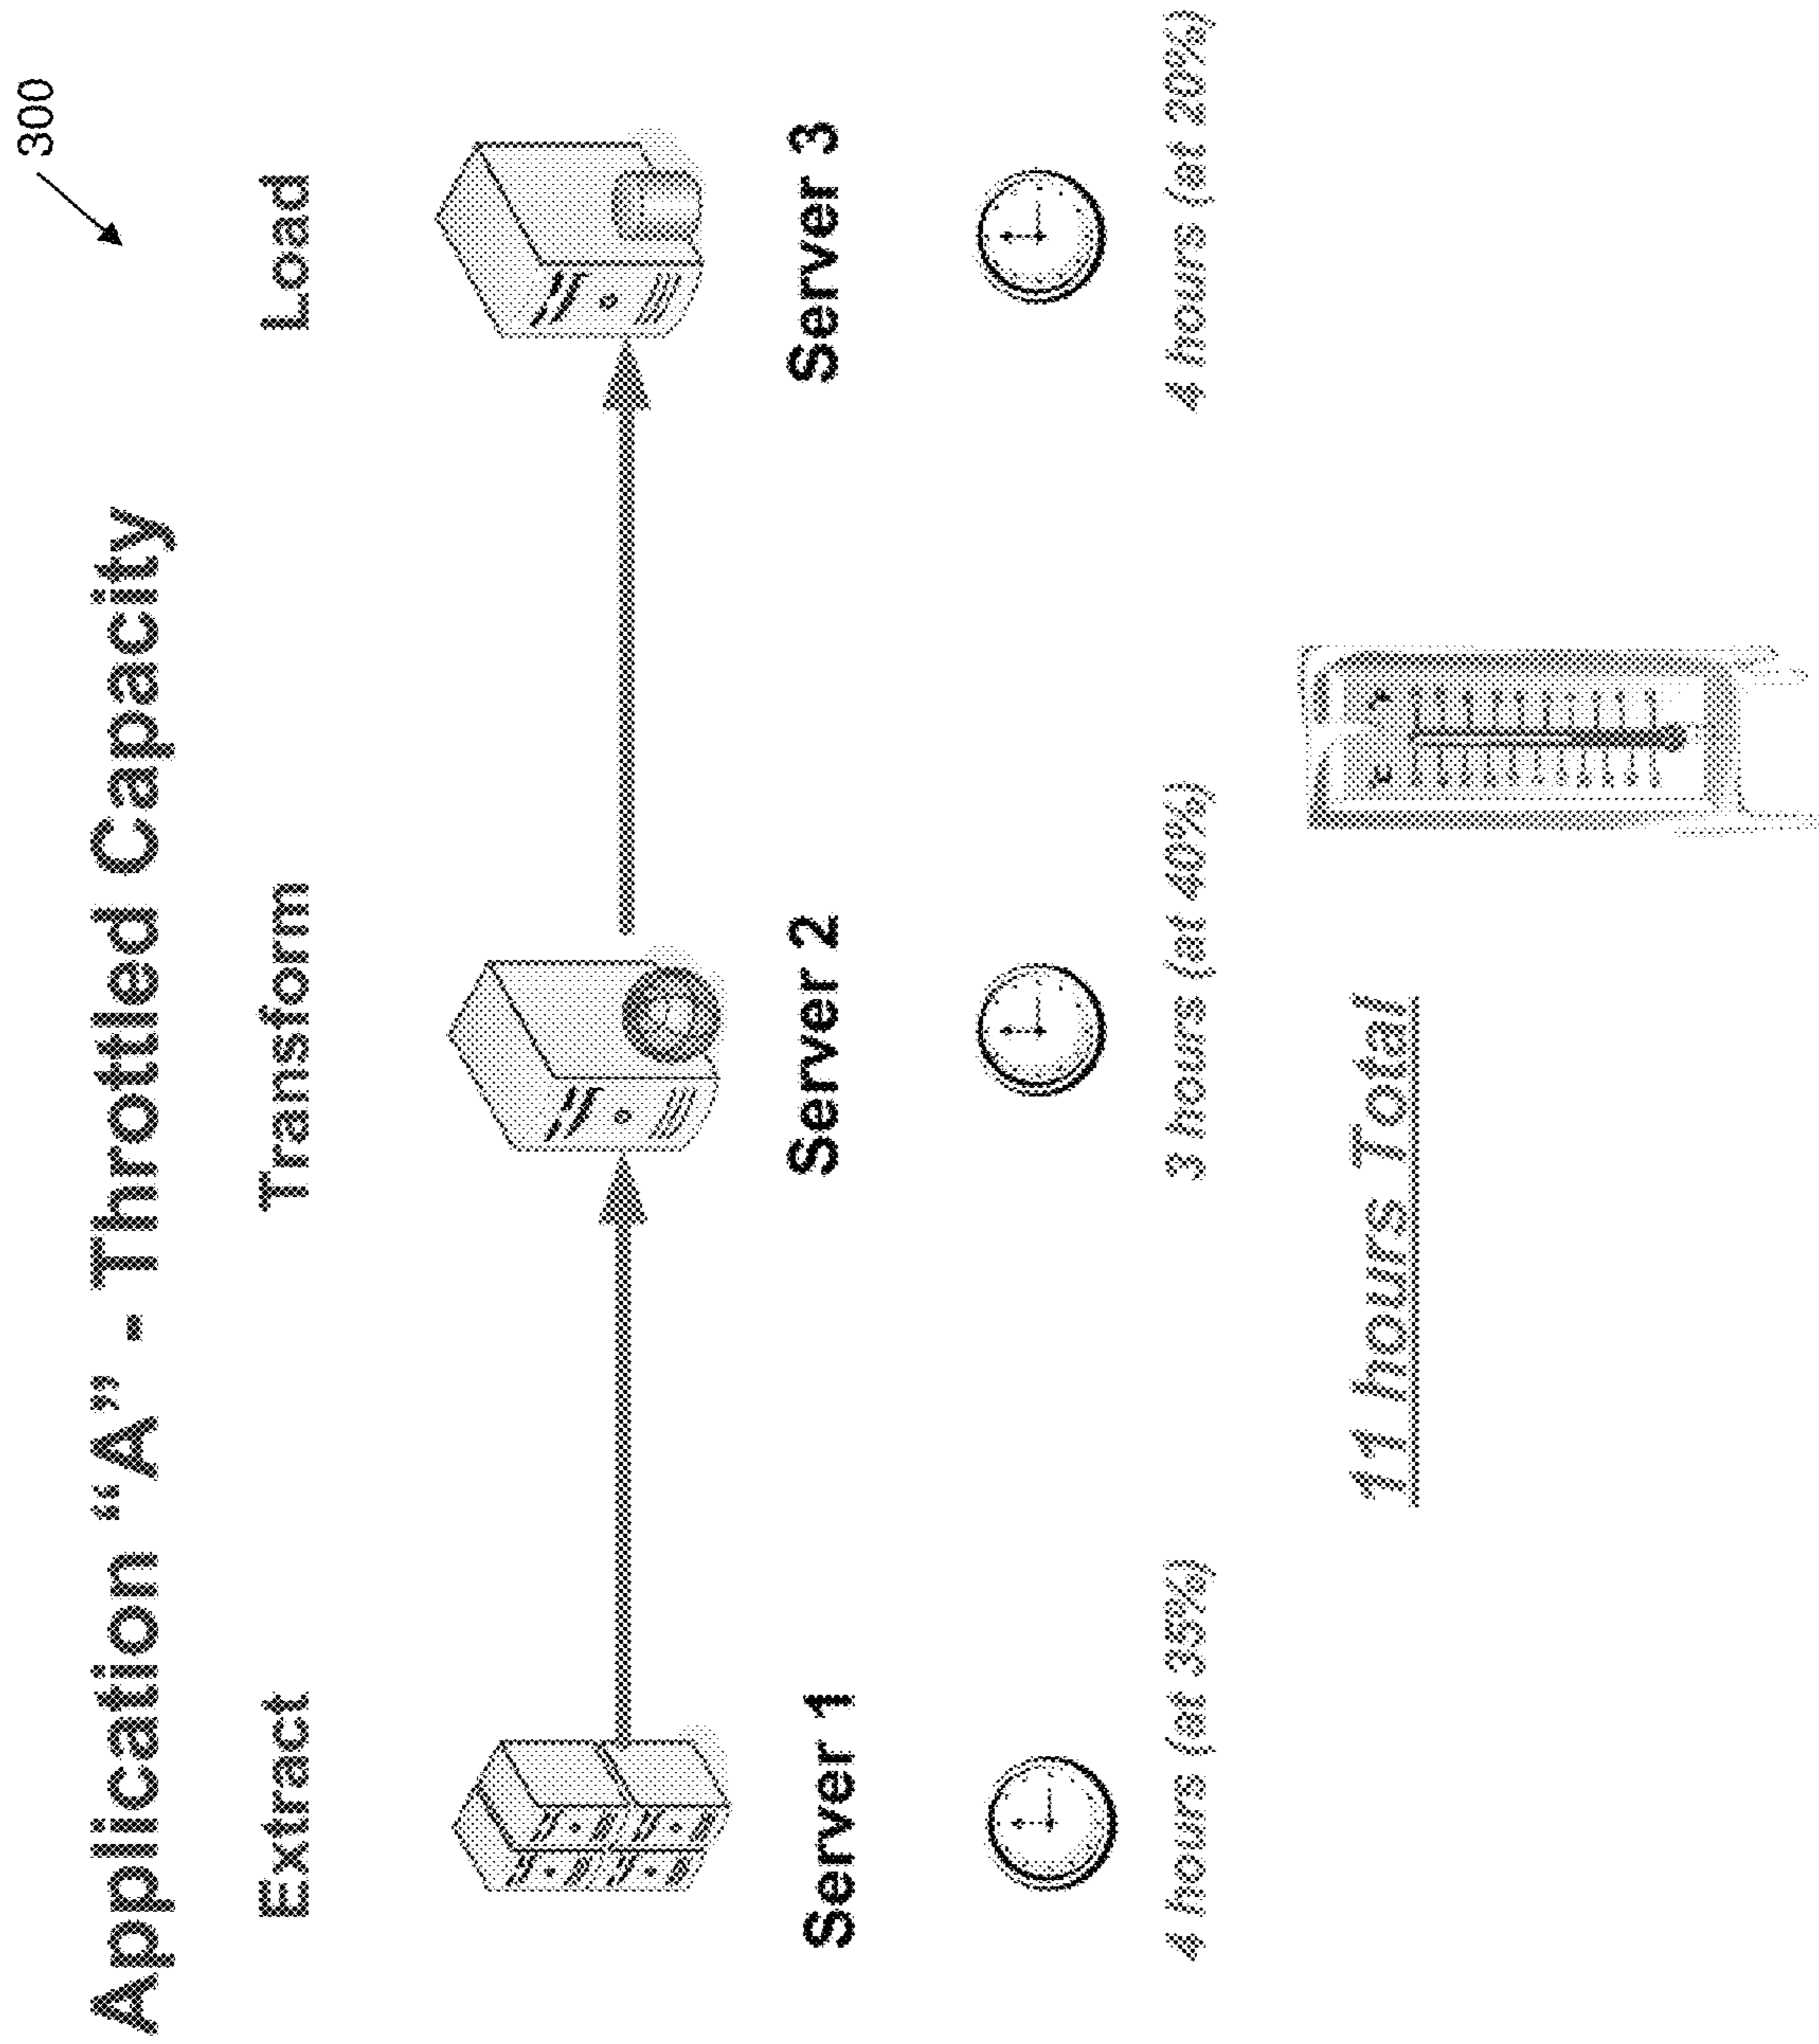 300
Application “A” - Throttled Capacity
Extract
Transform
Load
Server 1
Server 2
Server 3
4 hours (at 35%)
3 hours (at 40%)
4 hours (at 20%)
11 hours Total
C
F